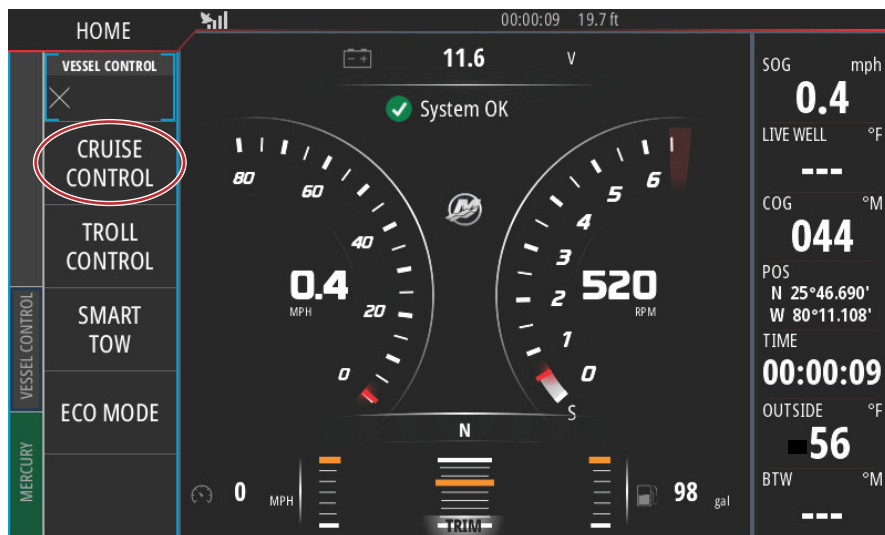 HOME
00:00:09 19.7 ft
VESSEL CONTROL
CRUISE
CONTROL
TROLL
CONTROL
SMART
TOW
ECO MODE
VESSEL CONTROL
MERCURY
11.6 V
System OK
80
60
40
20
0
0.4
MPH
6
5
4
3
2
1
0
S
520
RPM
N
0 MPH
TRIM
98 gal
SOG mph
0.4
LIVE WELL °F
---
COG °M
044
POS
N 25°46.690'
W 80°11.108'
TIME
00:00:09
OUTSIDE °F
56
BTW °M
---